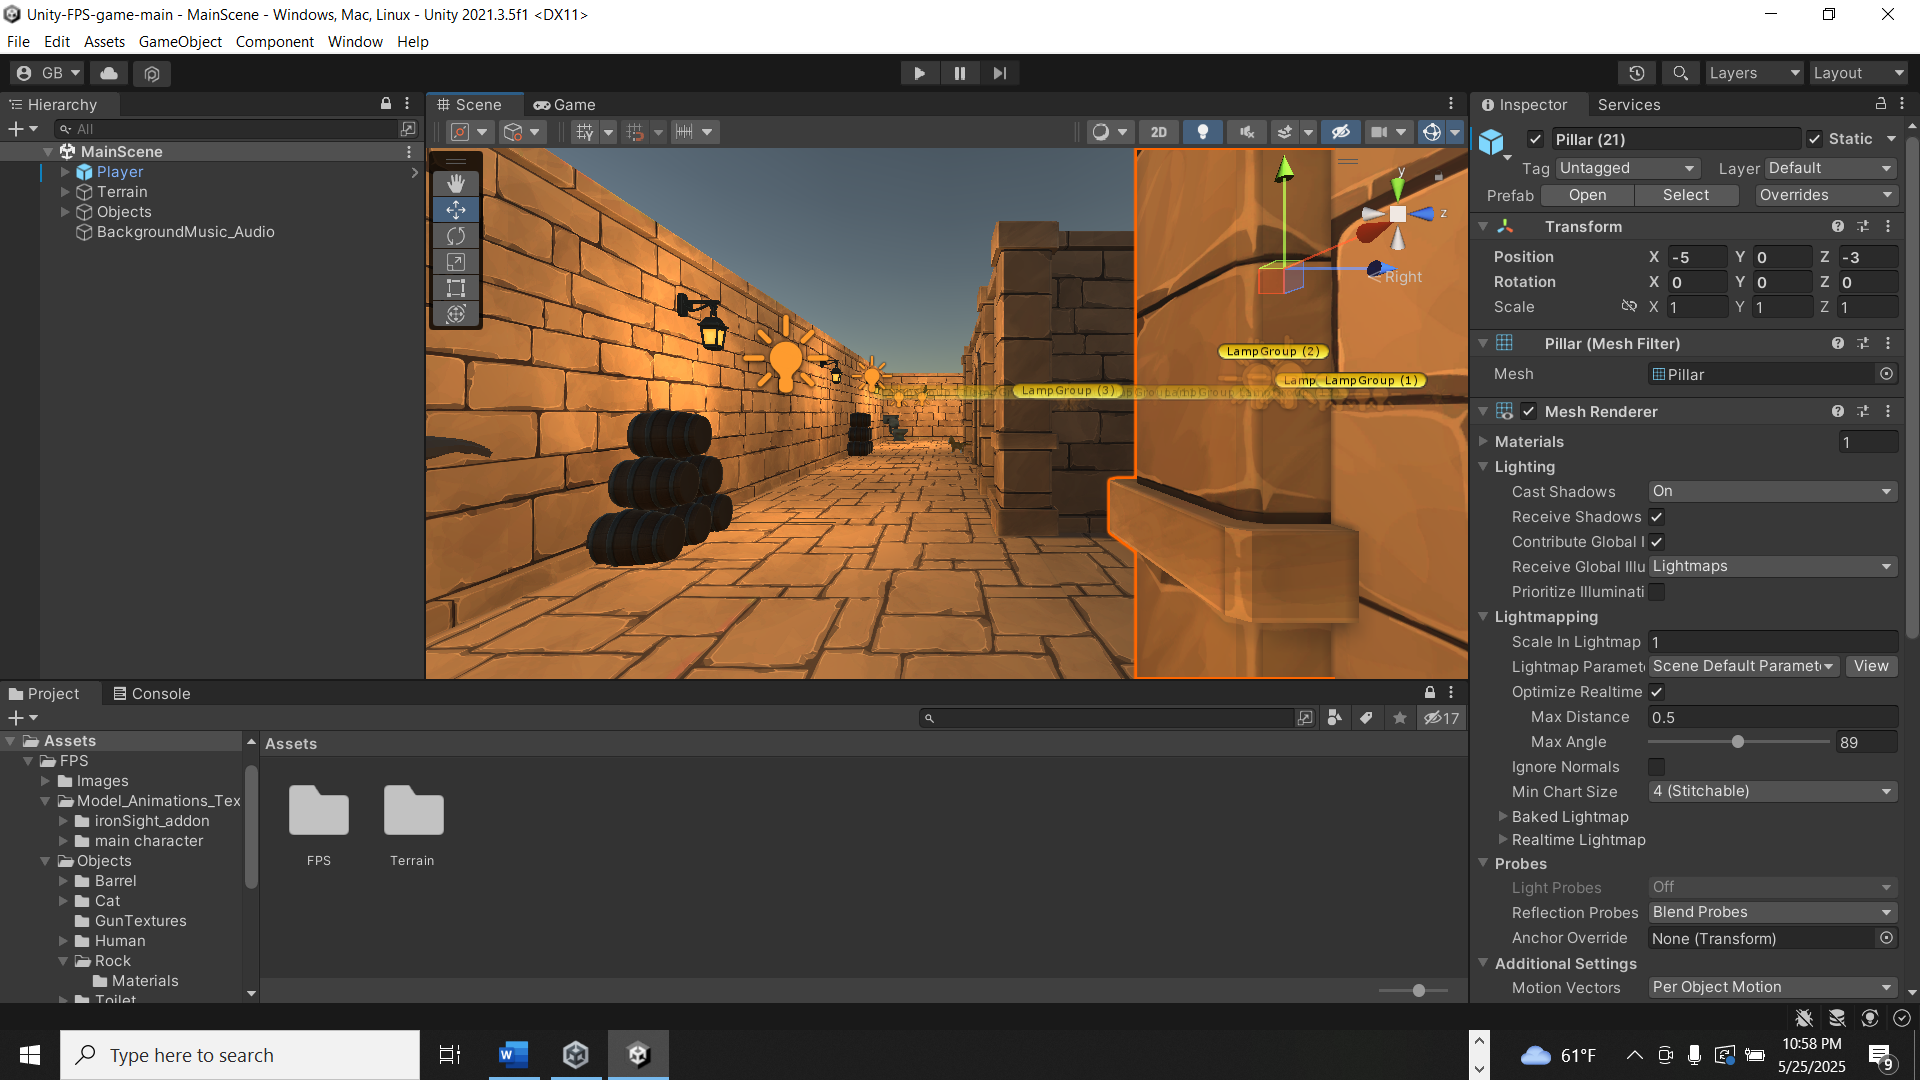 Unity-FPS-game-main - MainScene - Windows, Mac, Linux - Unity 2021.3.5f1 <DX11>
File Edit Assets GameObject Component Window Help
GB
Layers
Layout
Hierarchy
All
MainScene
Player
Terrain
Objects
BackgroundMusic_Audio
Scene
Game
2D
y
z
Right
LampGroup (2)
LampGroup (3)
Lamp
LampGroup (1)
Inspector
Services
Pillar (21)
Static
Tag Untagged Layer Default
Prefab Open Select Overrides
Transform
Position X -5 Y 0 Z -3
Rotation X 0 Y 0 Z 0
Scale X 1 Y 1 Z 1
Pillar (Mesh Filter)
Mesh Pillar
Mesh Renderer
Materials 1
Lighting
Cast Shadows On
Receive Shadows
Contribute Global I
Receive Global Illu Lightmaps
Prioritize Illuminati
Lightmapping
Scale In Lightmap 1
Lightmap Paramet Scene Default Paramet View
Optimize Realtime
Max Distance 0.5
Max Angle 89
Ignore Normals
Min Chart Size 4 (Stitchable)
Baked Lightmap
Realtime Lightmap
Probes
Light Probes Off
Reflection Probes Blend Probes
Anchor Override None (Transform)
Additional Settings
Motion Vectors Per Object Motion
Project
Console
17
Assets
FPS
Images
Model_Animations_Tex
ironSight_addon
main character
Objects
Barrel
Cat
GunTextures
Human
Rock
Materials
Toilet
Assets
FPS
Terrain
Type here to search
61°F
10:58 PM
5/25/2025
9